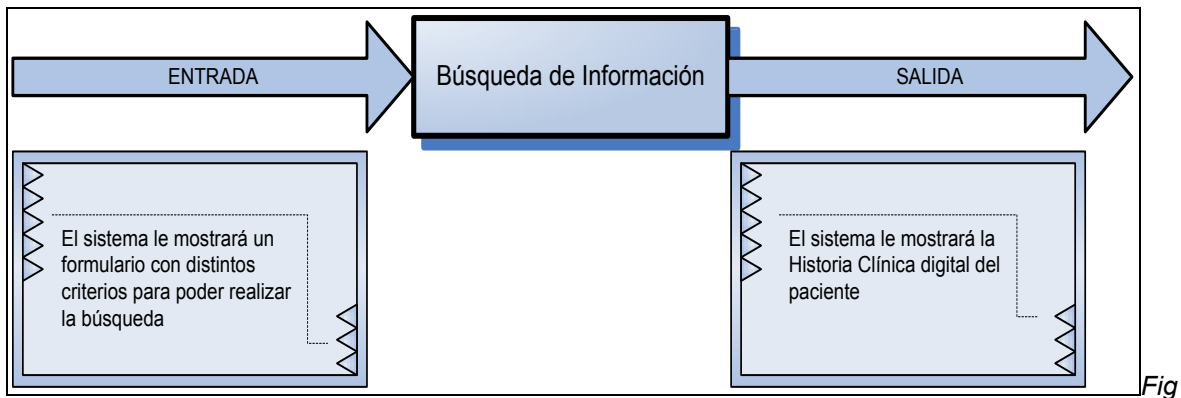 ENTRADA
Búsqueda de Información
SALIDA
El sistema le mostrará un
formulario con distintos
criterios para poder realizar
la búsqueda
El sistema le mostrará la
Historia Clínica digital del
paciente
Fig